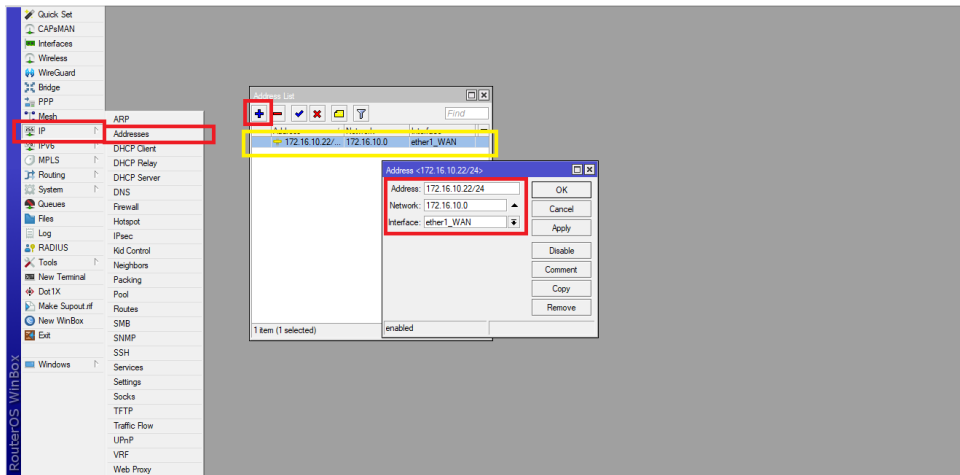 Quick Set
CAPsMAN
Interfaces
Wireless
WireGuard
Bridge
PPP
Mesh
IP
IPv6
MPLS
Routing
System
Queues
Files
Log
RADIUS
Tools
New Terminal
Dot1X
Make Supout.rif
New WinBox
Exit
Windows
RouterOS WinBox
ARP
Addresses
DHCP Client
DHCP Relay
DHCP Server
DNS
Firewall
Hotspot
IPsec
Kid Control
Neighbors
Packing
Pool
Routes
SMB
SNMP
SSH
Services
Settings
Socks
TFTP
Traffic Flow
UPnP
VRF
Web Proxy
Address List
Find
Address Network Interface
172.16.10.22/... 172.16.10.0 ether1_WAN
1 item (1 selected)
Address <172.16.10.22/24>
Address: 172.16.10.22/24
Network: 172.16.10.0
Interface: ether1_WAN
OK
Cancel
Apply
Disable
Comment
Copy
Remove
enabled